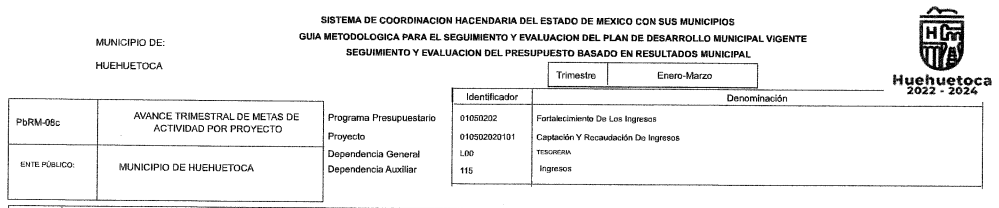 SISTEMA DE COORDINACION HACENDARIA DEL ESTADO DE MEXICO CON SUS MUNICIPIOS
MUNICIPIO DE:
GUIA METODOLOGICA PARA EL SEGUIMIENTO Y EVALUACION DEL PLAN DE DESARROLLO MUNICIPAL VIGENTE
SEGUIMIENTO Y EVALUACION DEL PRESUPUESTO BASADO EN RESULTADOS MUNICIPAL
HUEHUETOCA
Trimestre Enero-Marzo
Huehuetoca
2022 - 2024
Identificador Denominación
PbRM-08c
AVANCE TRIMESTRAL DE METAS DE
ACTIVIDAD POR PROYECTO
Programa Presupuestario 01050202 Fortalecimiento De Los Ingresos
Proyecto 010502020101 Captación Y Recaudación De Ingresos
Dependencia General L00 TESORERIA
ENTE PÚBLICO: MUNICIPIO DE HUEHUETOCA
Dependencia Auxiliar 115 Ingresos